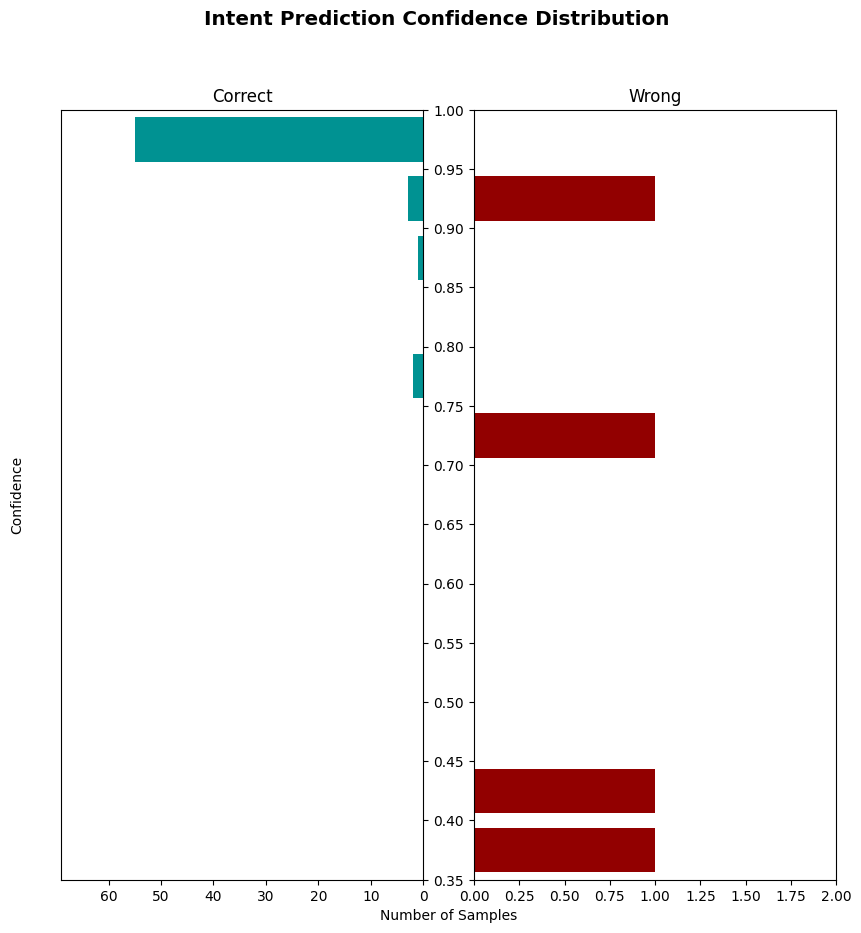 Intent Prediction Confidence Distribution
Correct
Wrong
1.00
0.95
0.90
0.85
0.80
0.75
0.70
0.65
0.60
0.55
0.50
0.45
0.40
0.35
Confidence
60 50 40 30 20 10 0
0.00 0.25 0.50 0.75 1.00 1.25 1.50 1.75 2.00
Number of Samples